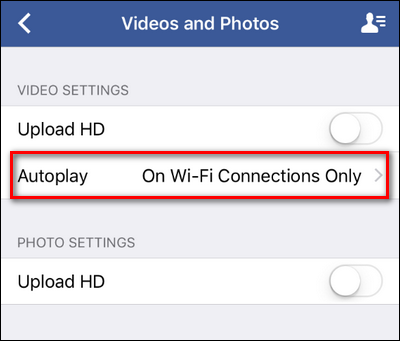 Videos and Photos
VIDEO SETTINGS
Upload HD
Autoplay On Wi-Fi Connections Only
PHOTO SETTINGS
Upload HD